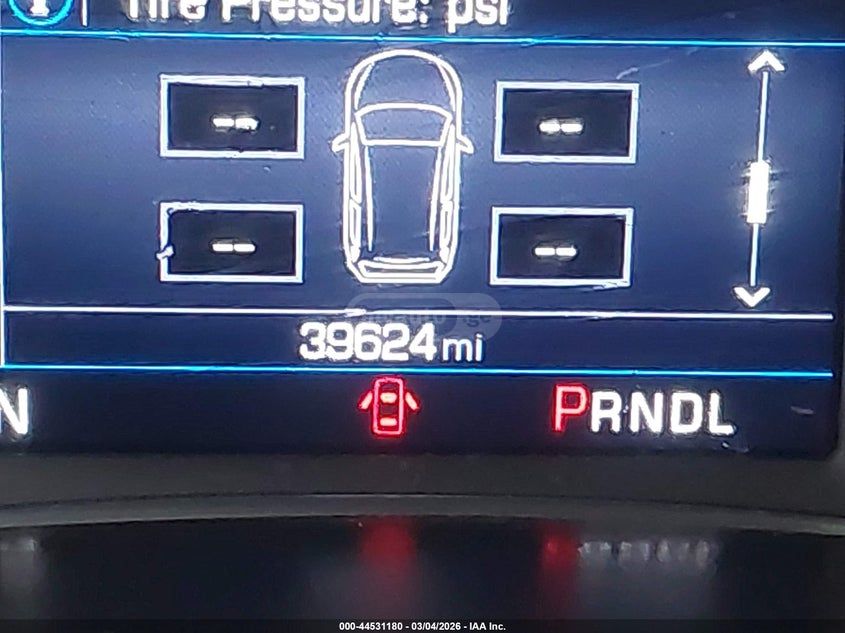 Tire Pressure: psi
-- --
-- --
39624 mi
N PRNDL
000-44531180 - 03/04/2026 - IAA Inc.